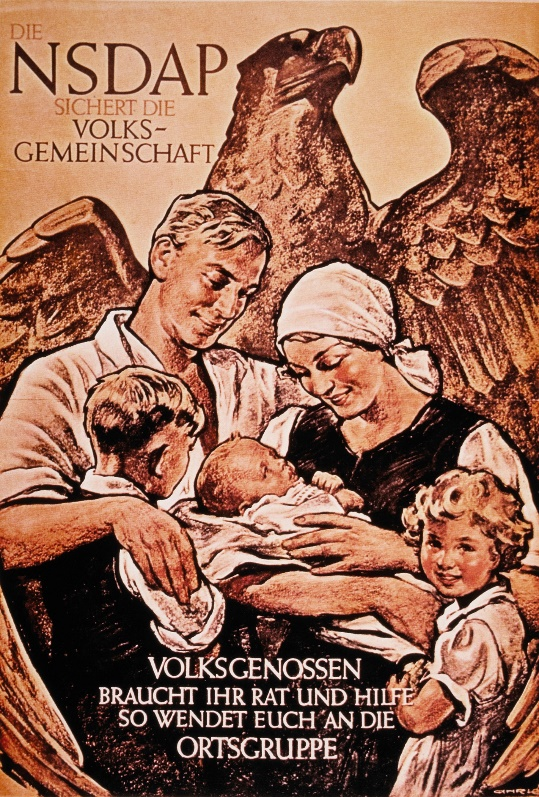 DIE
NSDAP
SICHERT DIE
VOLKS-
GEMEINSCHAFT
VOLKSGENOSSEN
BRAUCHT IHR RAT UND HILFE
SO WENDET EUCH AN DIE
ORTSGRUPPE